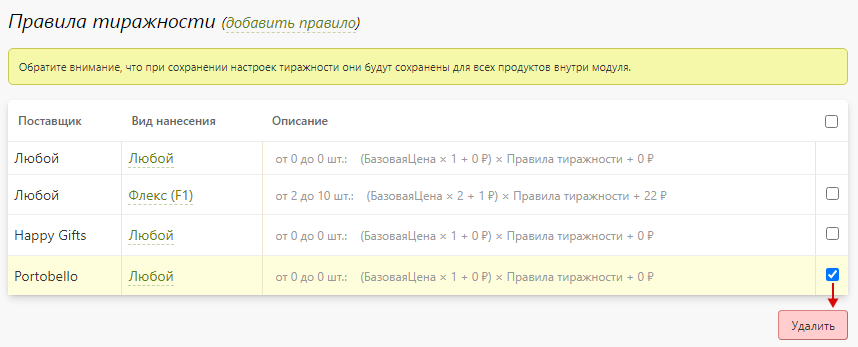 Правила тиражности (добавить правило)
Обратите внимание, что при сохранении настроек тиражности они будут сохранены для всех продуктов внутри модуля.
Поставщик Вид нанесения Описание
Любой Любой от 0 до 0 шт.: (БазоваяЦена × 1 + 0 ₽) × Правила тиражности + 0 ₽
Любой Флекс (F1) от 2 до 10 шт.: (БазоваяЦена × 2 + 1 ₽) × Правила тиражности + 22 ₽
Happy Gifts Любой от 0 до 0 шт.: (БазоваяЦена × 1 + 0 ₽) × Правила тиражности + 0 ₽
Portobello Любой от 0 до 0 шт.: (БазоваяЦена × 1 + 0 ₽) × Правила тиражности + 0 ₽
Удалить